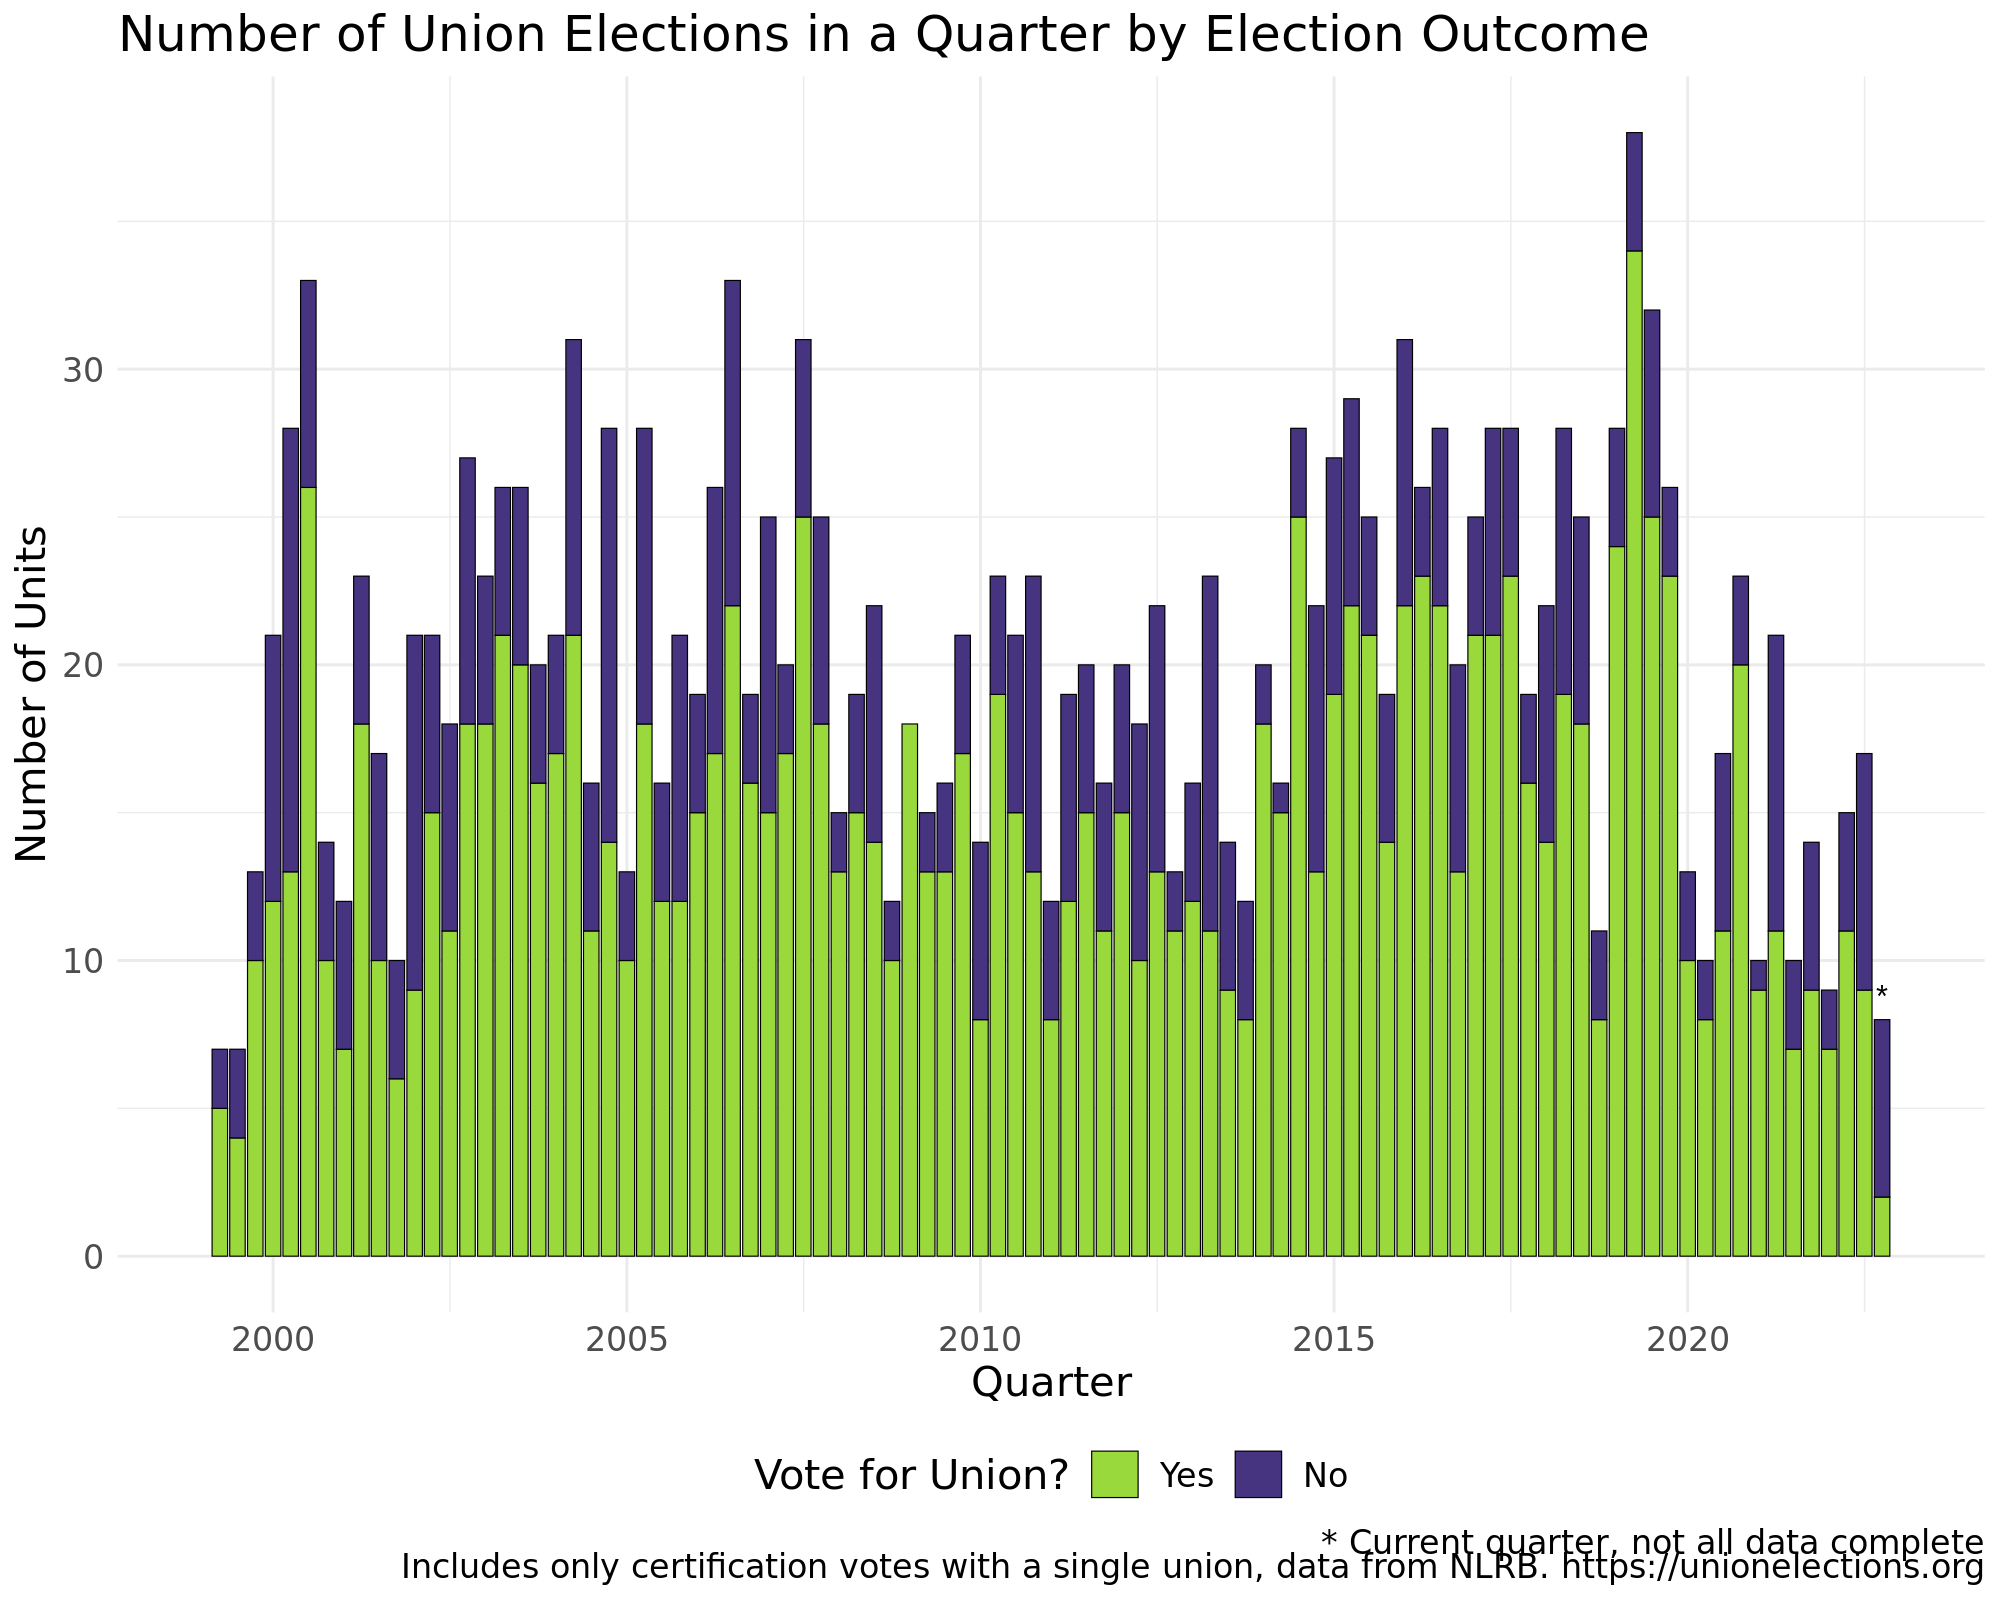 Number of Union Elections in a Quarter by Election Outcome
Number of Units
30
20
10
0
*
2000 2005 2010 2015 2020
Quarter
Vote for Union? Yes No
* Current quarter, not all data complete
Includes only certification votes with a single union, data from NLRB. https://unionelections.org